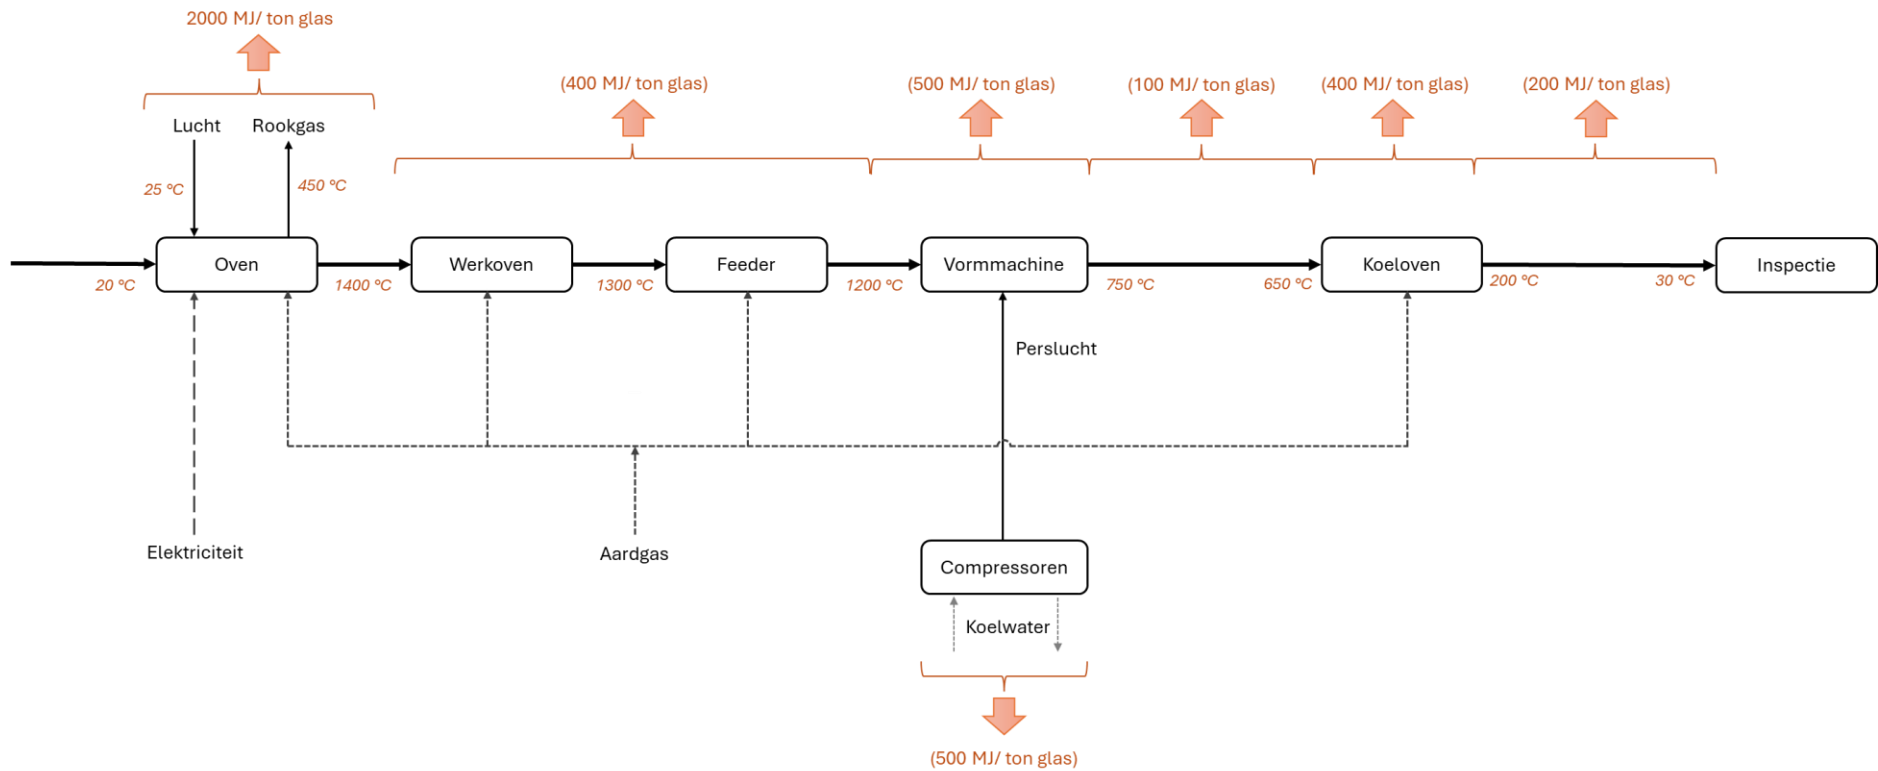 2000 MJ/ ton glas
(400 MJ/ ton glas)
(500 MJ/ ton glas)
(100 MJ/ ton glas)
(400 MJ/ ton glas)
(200 MJ/ ton glas)
Lucht
Rookgas
25 °C
450 °C
Oven
Werkoven
Feeder
Vormmachine
Koeloven
Inspectie
20 °C
1400 °C
1300 °C
1200 °C
750 °C
650 °C
200 °C
30 °C
Perslucht
Elektriciteit
Aardgas
Compressoren
Koelwater
(500 MJ/ ton glas)